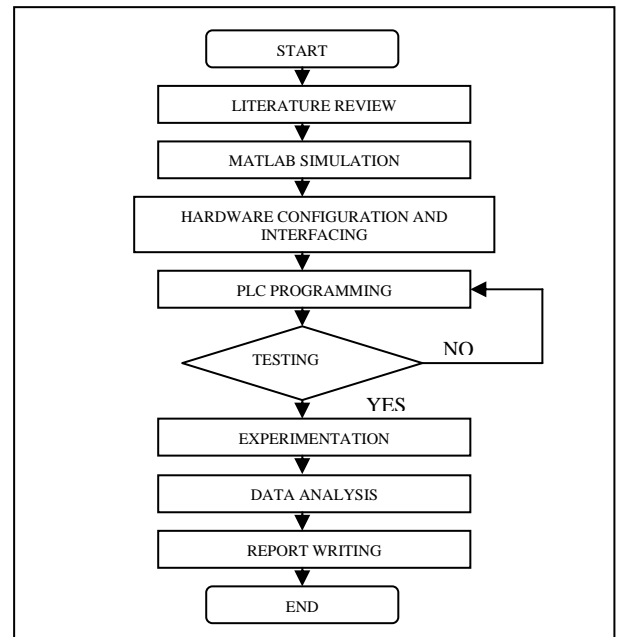 START
LITERATURE REVIEW
MATLAB SIMULATION
HARDWARE CONFIGURATION AND
INTERFACING
PLC PROGRAMMING
TESTING
NO
YES
EXPERIMENTATION
DATA ANALYSIS
REPORT WRITING
END